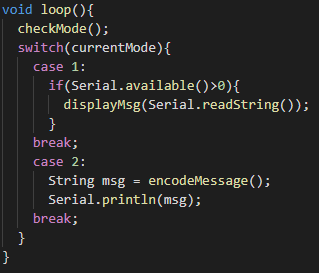 void loop(){
  checkMode();
  switch(currentMode){
    case 1:
      if(Serial.available()>0){
        displayMsg(Serial.readString());
      }
    break;
    case 2:
      String msg = encodeMessage();
      Serial.println(msg);
    break;
  }
}